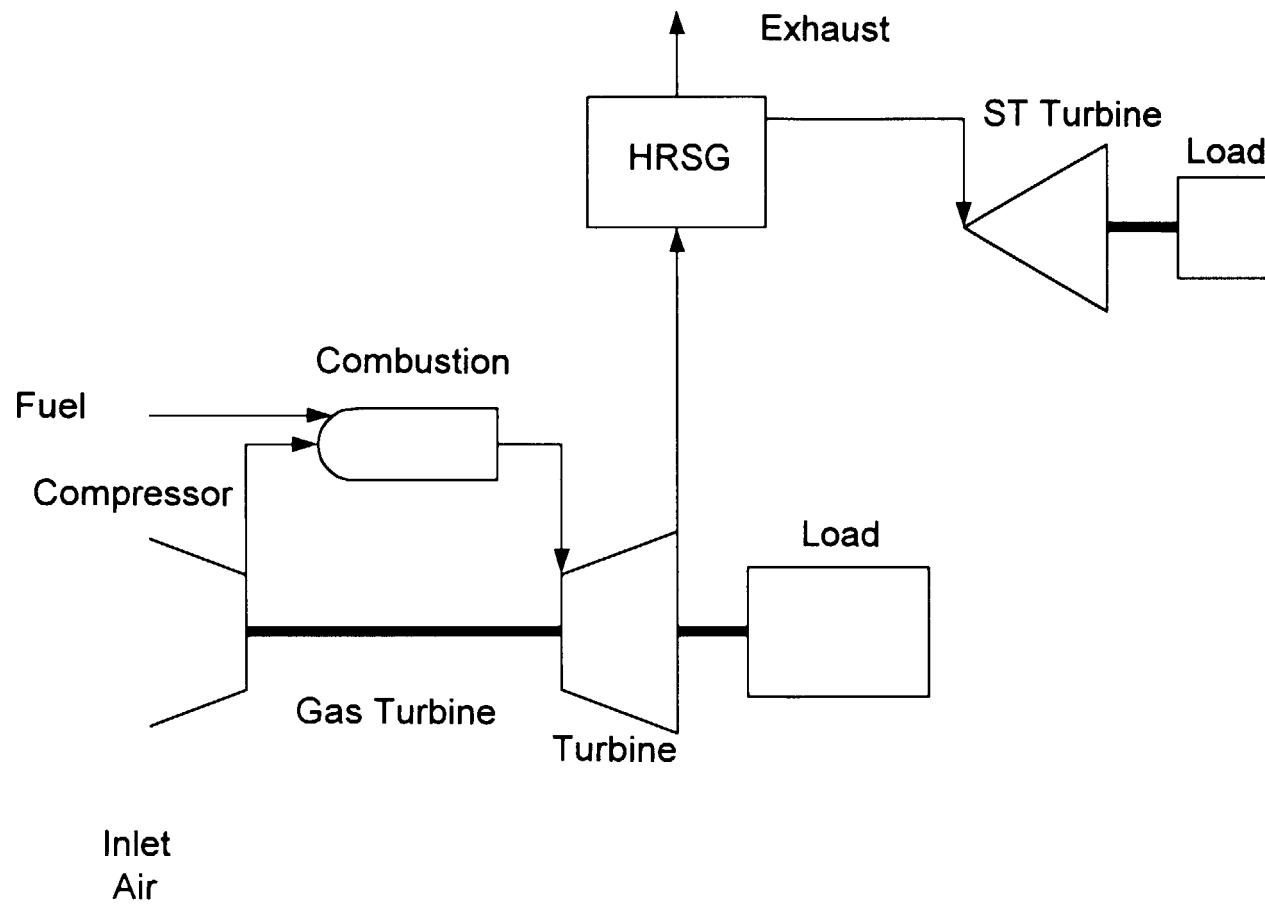 Exhaust
ST Turbine
Load
HRSG
Combustion
Fuel
Compressor
Load
Gas Turbine
Turbine
Inlet
Air